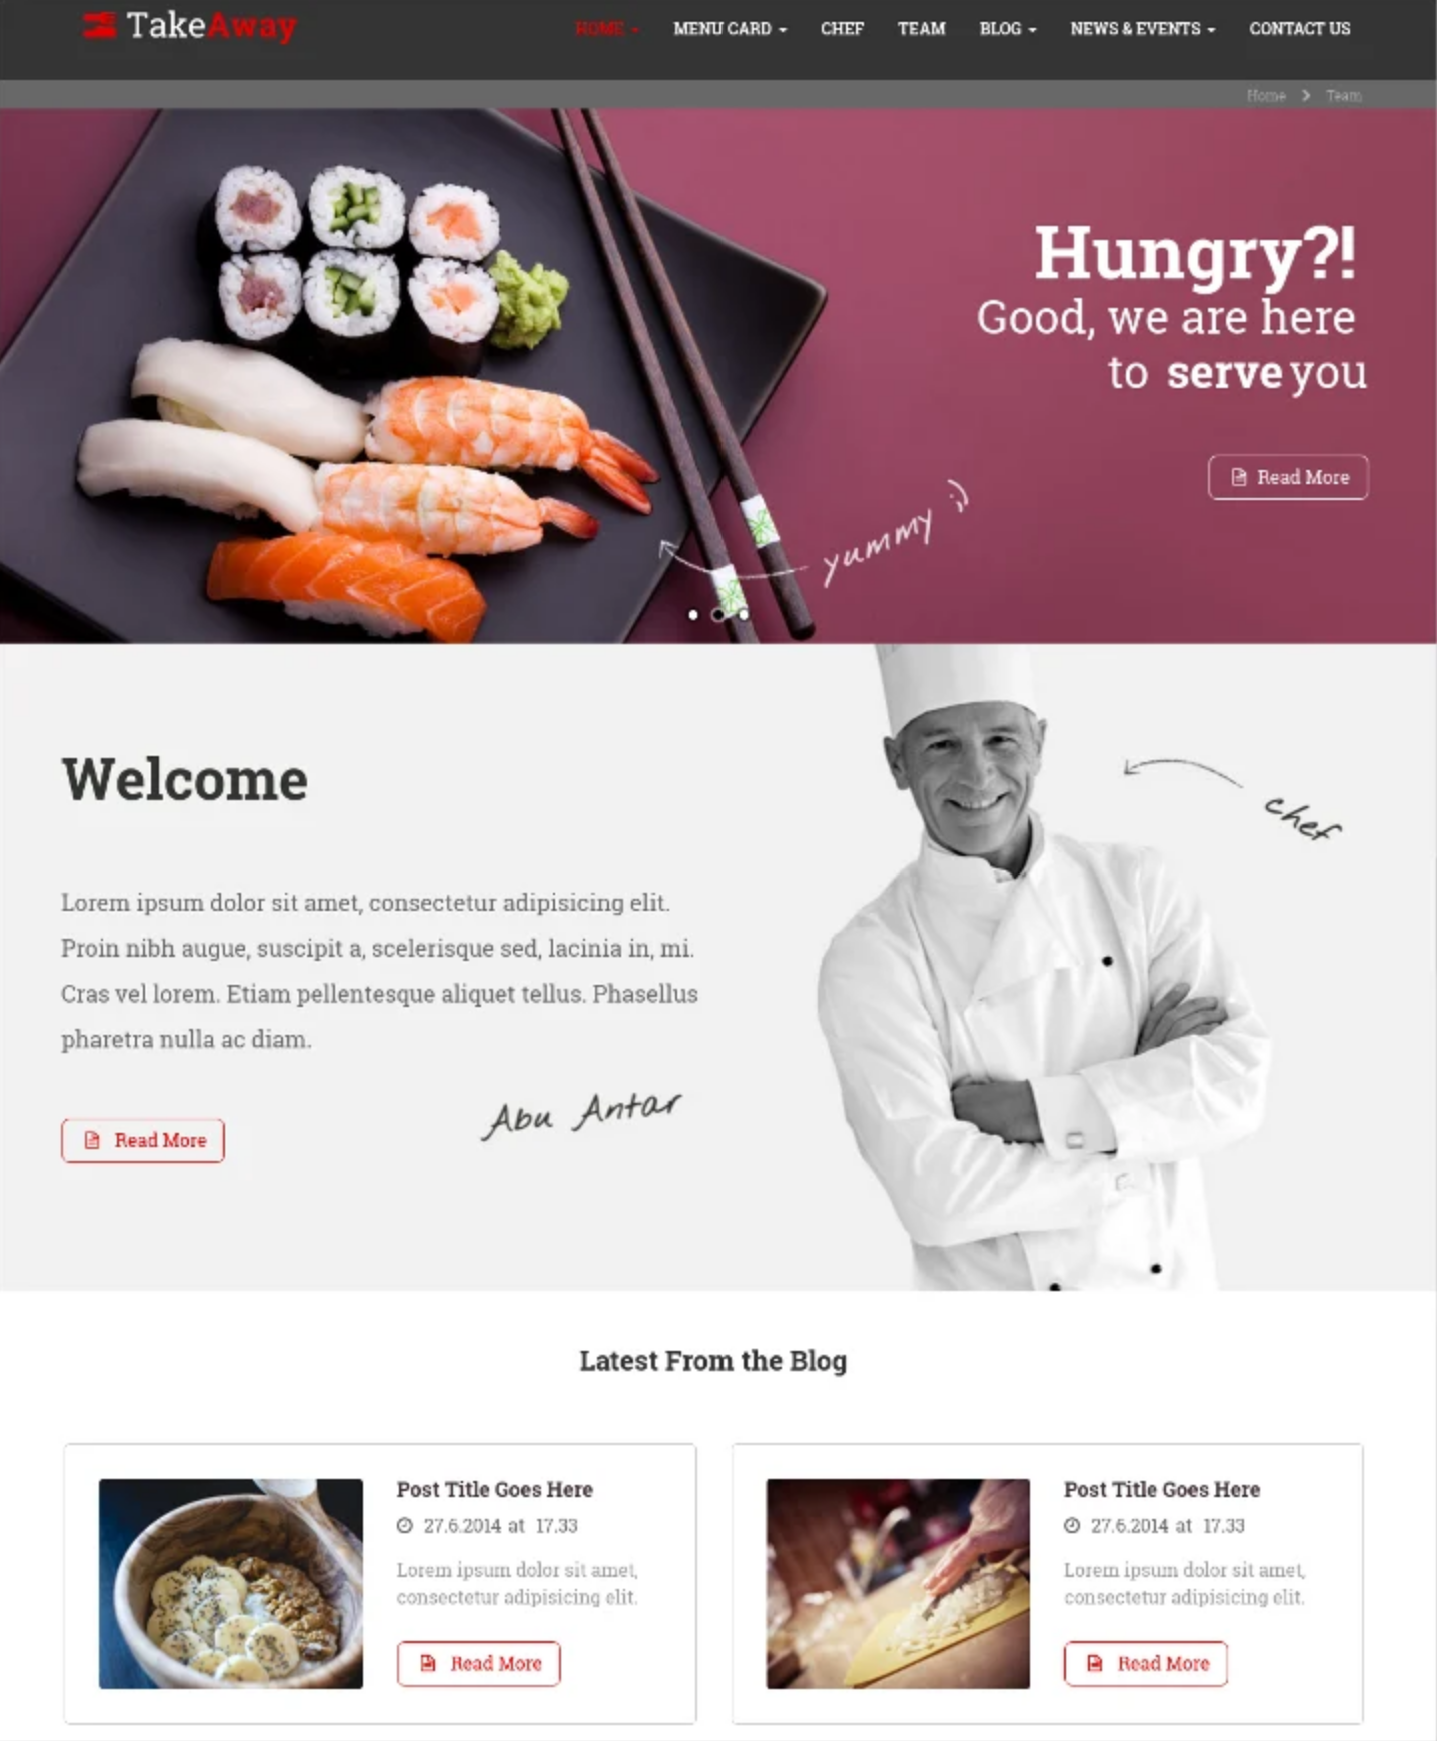 TakeAway
HOME MENU CARD CHEF TEAM BLOG NEWS & EVENTS CONTACT US
Home Team
Hungry?!
Good, we are here
to serve you
Read More
yummy :)
Welcome
chef
Lorem ipsum dolor sit amet, consectetur adipisicing elit.
Proin nibh augue, suscipit a, scelerisque sed, lacinia in, mi.
Cras vel lorem. Etiam pellentesque aliquet tellus. Phasellus
pharetra nulla ac diam.
Abu Antar
Read More
Latest From the Blog
Post Title Goes Here
27.6.2014 at 17.33
Lorem ipsum dolor sit amet,
consectetur adipisicing elit.
Read More
Post Title Goes Here
27.6.2014 at 17.33
Lorem ipsum dolor sit amet,
consectetur adipisicing elit.
Read More